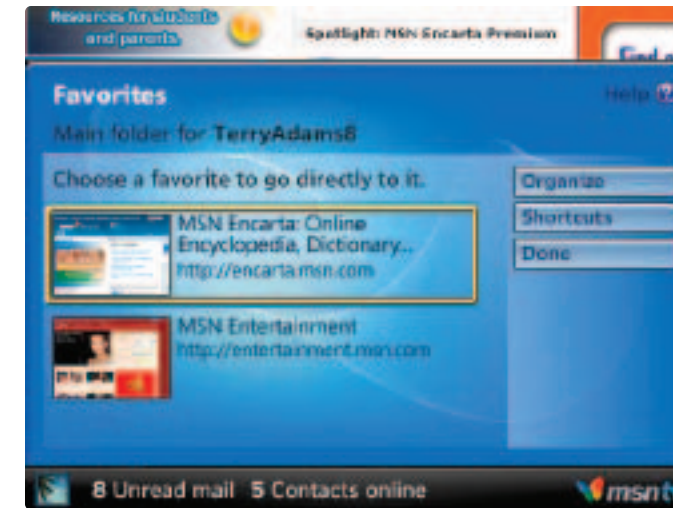 Resources for students
and parents.
Spotlight: MSN Encarta Premium
Find
Favorites
Help
Main folder for TerryAdams8
Choose a favorite to go directly to it.
Organize
Shortcuts
Done
MSN Encarta: Online
Encyclopedia, Dictionary...
http://encarta.msn.com
MSN Entertainment
http://entertainment.msn.com
8 Unread mail 5 Contacts online
msn